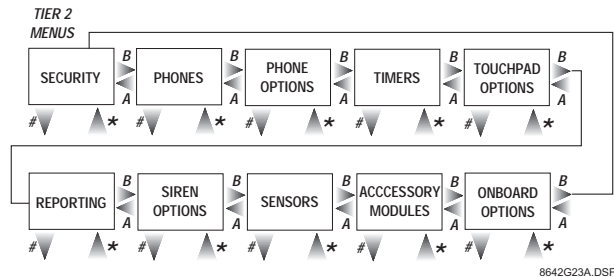 TIER 2
MENUS
SECURITY
B
A
PHONES
B
A
PHONE
OPTIONS
B
A
TIMERS
B
A
TOUCHPAD
OPTIONS
B
A
# * # * # * # * # *
REPORTING
B
A
SIREN
OPTIONS
B
A
SENSORS
B
A
ACCCESSORY
MODULES
B
A
ONBOARD
OPTIONS
B
A
# * # * # * # * # *
8642G23A.DSF